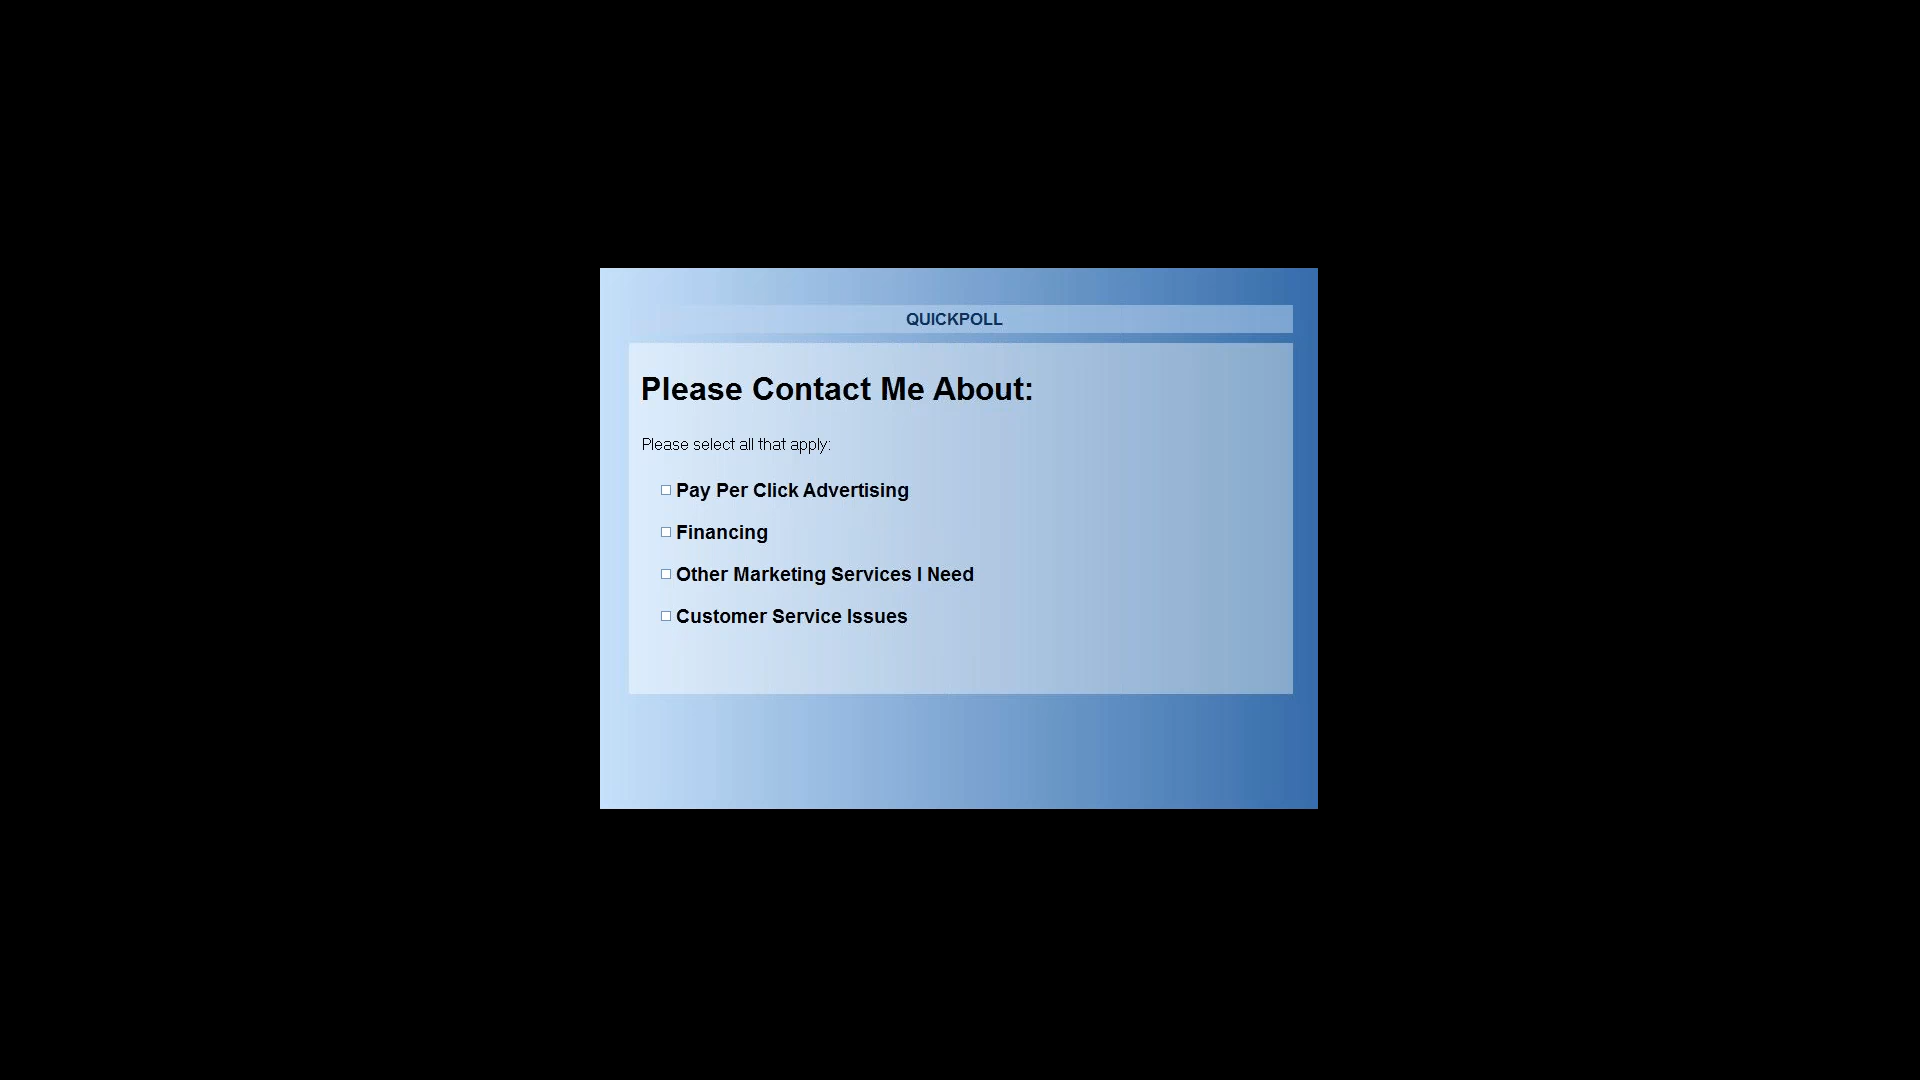 QUICKPOLL
Please Contact Me About:
Please select all that apply:
Pay Per Click Advertising
Financing
Other Marketing Services I Need
Customer Service Issues